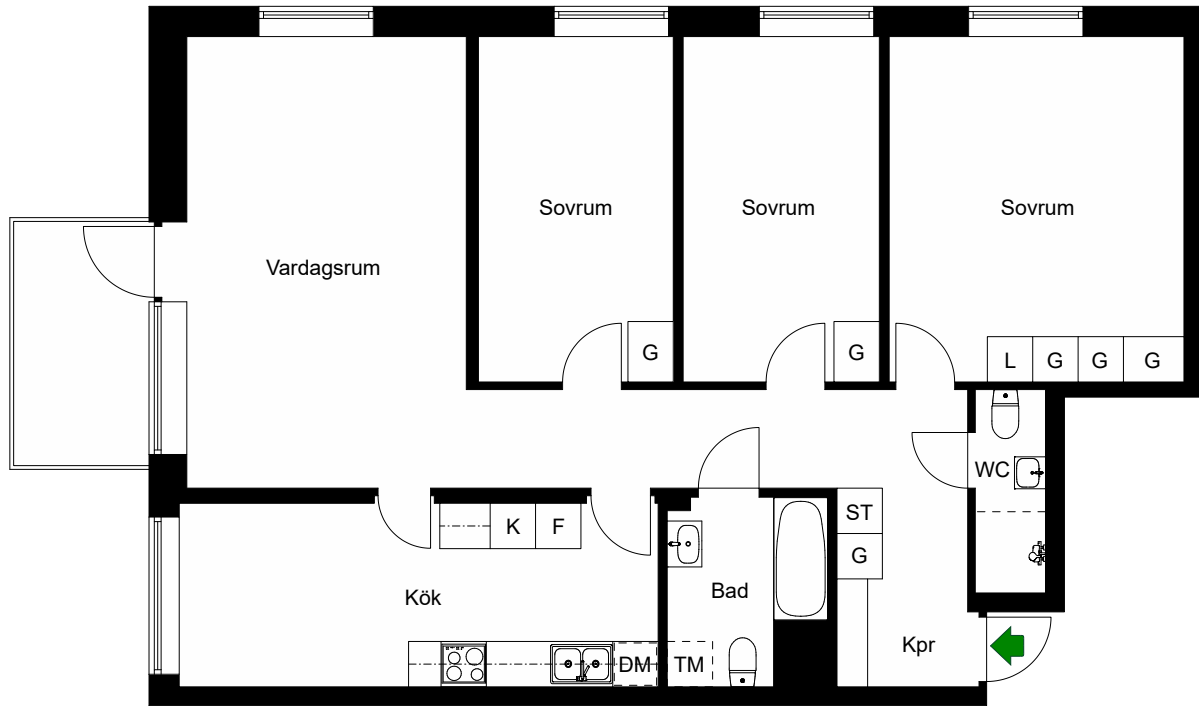 Sovrum
Sovrum
Sovrum
Vardagsrum
G
G
L G G G
WC
K F
ST
G
Bad
Kök
Kpr
DM TM